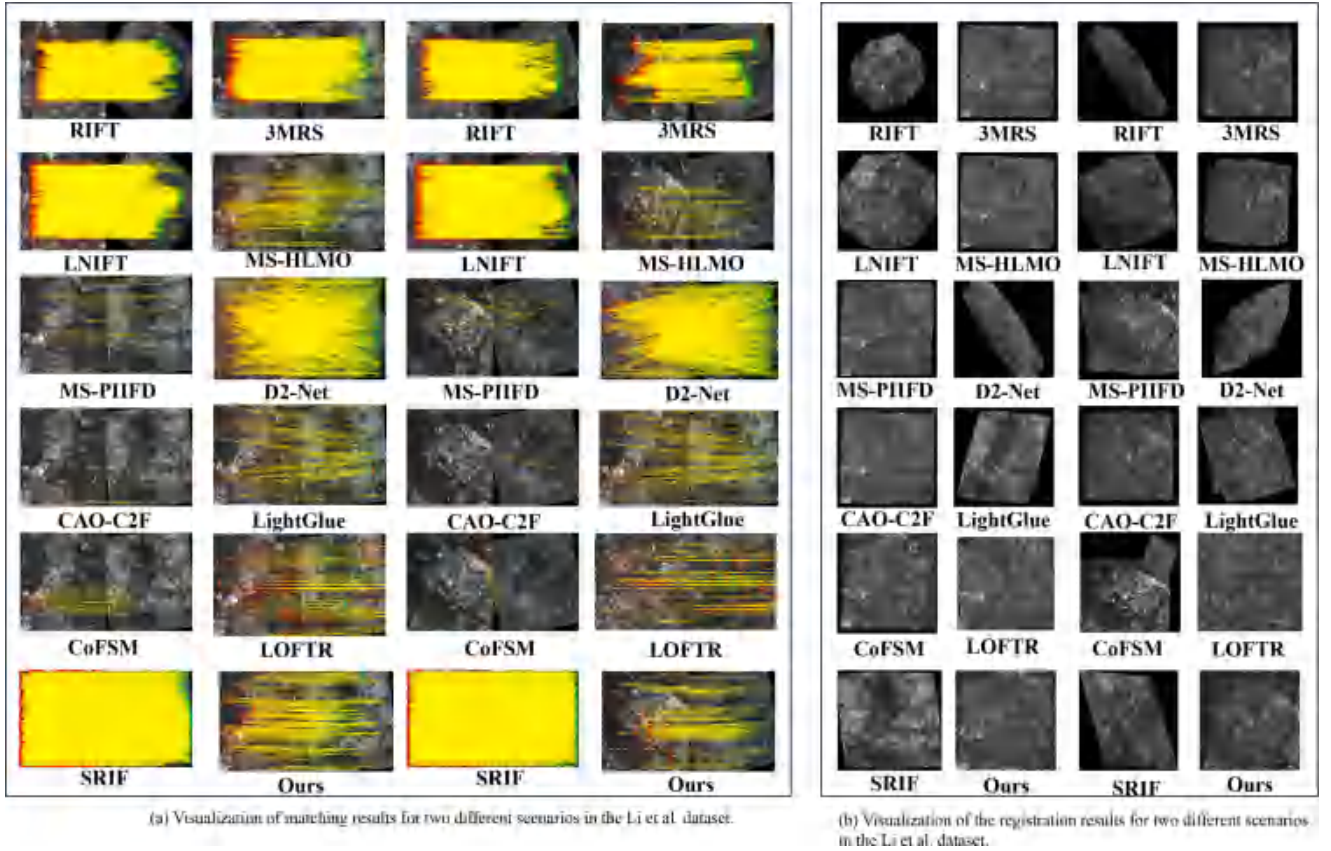 RIFT 3MRS RIFT 3MRS
LNIFT MS-HLMO LNIFT MS-HLMO
MS-PIIFD D2-Net MS-PIIFD D2-Net
CAO-C2F LightGlue CAO-C2F LightGlue
CoFSM LOFTR CoFSM LOFTR
SRIF Ours SRIF Ours
(a) Visualization of matching results for two different scenarios in the Li et al. dataset.
RIFT 3MRS RIFT 3MRS
LNIFT MS-HLMO LNIFT MS-HLMO
MS-PIIFD D2-Net MS-PIIFD D2-Net
CAO-C2F LightGlue CAO-C2F LightGlue
CoFSM LOFTR CoFSM LOFTR
SRIF Ours SRIF Ours
(b) Visualization of the registration results for two different scenarios
in the Li et al. dataset.